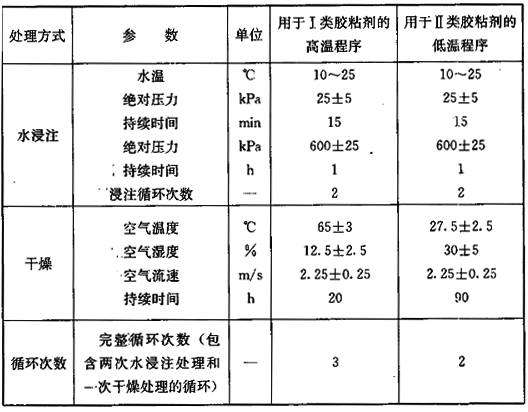 处理方式 参数 单位 用于Ⅰ类胶粘剂的高温程序 用于Ⅱ类胶粘剂的低温程序
水浸注 水温 ℃ 10~25 10~25
绝对压力 kPa 25±5 25±5
持续时间 min 15 15
绝对压力 kPa 600±25 600±25
持续时间 h 1 1
浸注循环次数 — 2 2
干燥 空气温度 ℃ 65±3 27.5±2.5
空气湿度 % 12.5±2.5 30±5
空气流速 m/s 2.25±0.25 2.25±0.25
持续时间 h 20 90
循环次数 完整循环次数(包含两次水浸注处理和一次干燥处理的循环) — 3 2